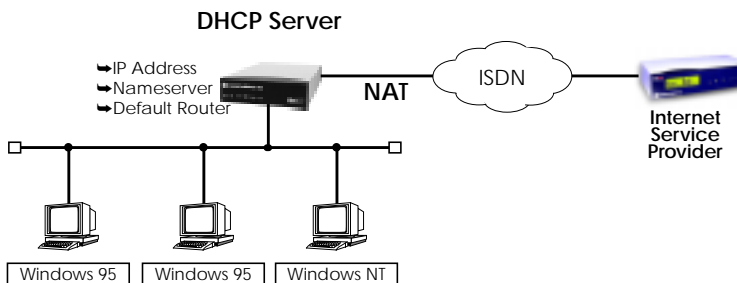 DHCP Server
IP Address
Nameserver
Default Router
NAT
ISDN
Internet
Service
Provider
Windows 95
Windows 95
Windows NT